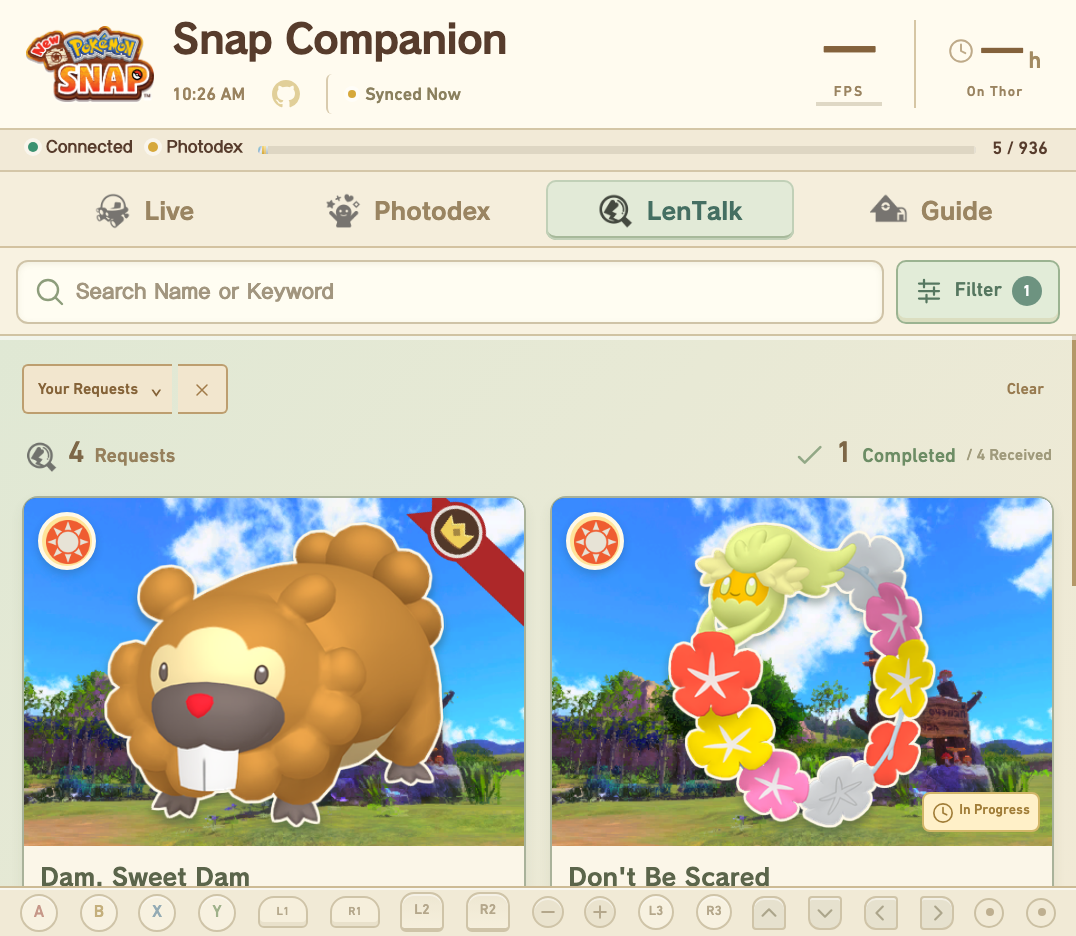 New Pokémon SNAP
Snap Companion
10:26 AM
Synced Now
FPS
h
On Thor
Connected
Photodex
5 / 936
Live
Photodex
LenTalk
Guide
Search Name or Keyword
Filter 1
Your Requests
Clear
4 Requests
1 Completed / 4 Received
In Progress
Dam, Sweet Dam
Don't Be Scared
A B X Y L1 R1 L2 R2 L3 R3